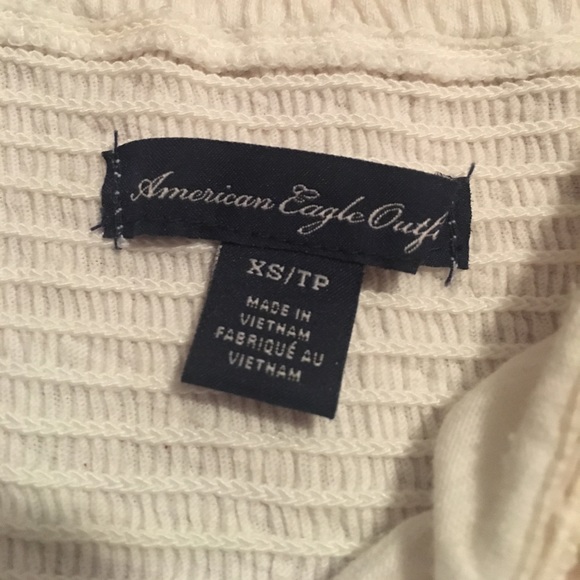 American Eagle Outfi
XS/TP
MADE IN
VIETNAM
FABRIQUÉ AU
VIETNAM